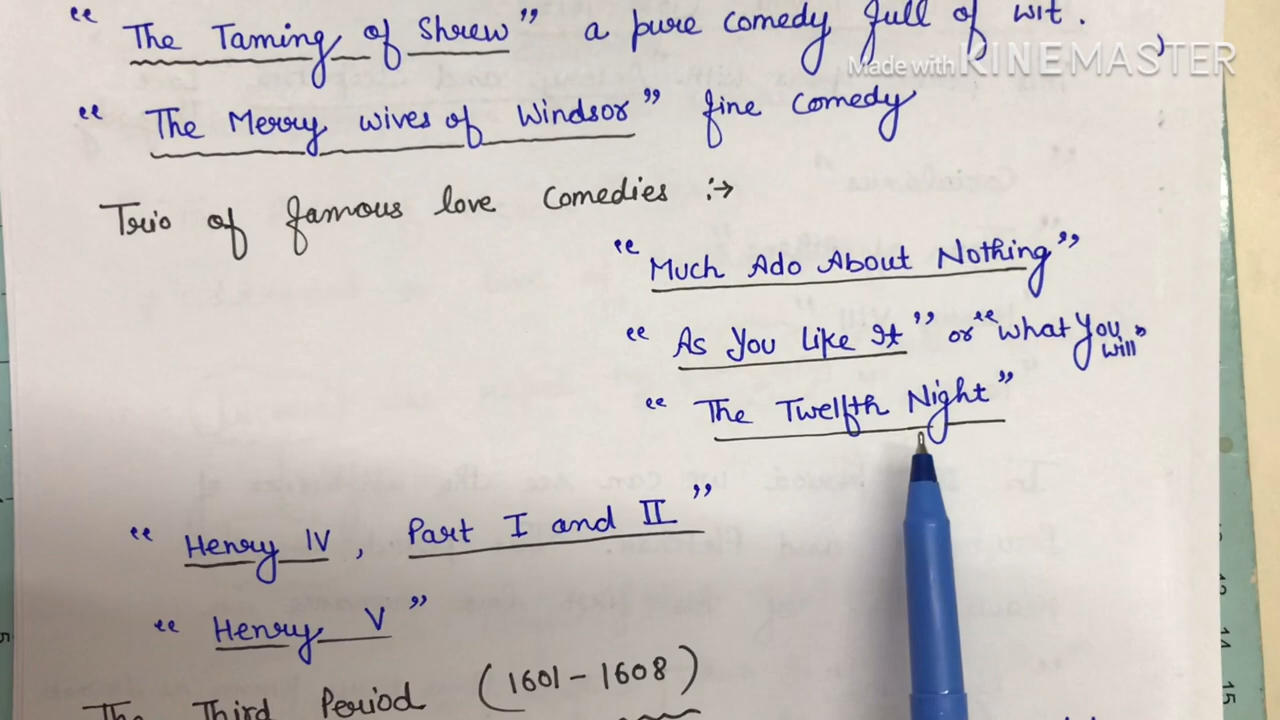 “ The Taming of Shrew ” a pure comedy full of wit .
Made with KINEMASTER
“ The Merry wives of Windsor ” fine comedy
Trio of famous love comedies :→
“ Much Ado About Nothing ”
“ As You Like It ” or “ what You will ”
“ The Twelfth Night ”
“ Henry IV , Part I and II ”
“ Henry V ”
The Third Period ( 1601 - 1608 )